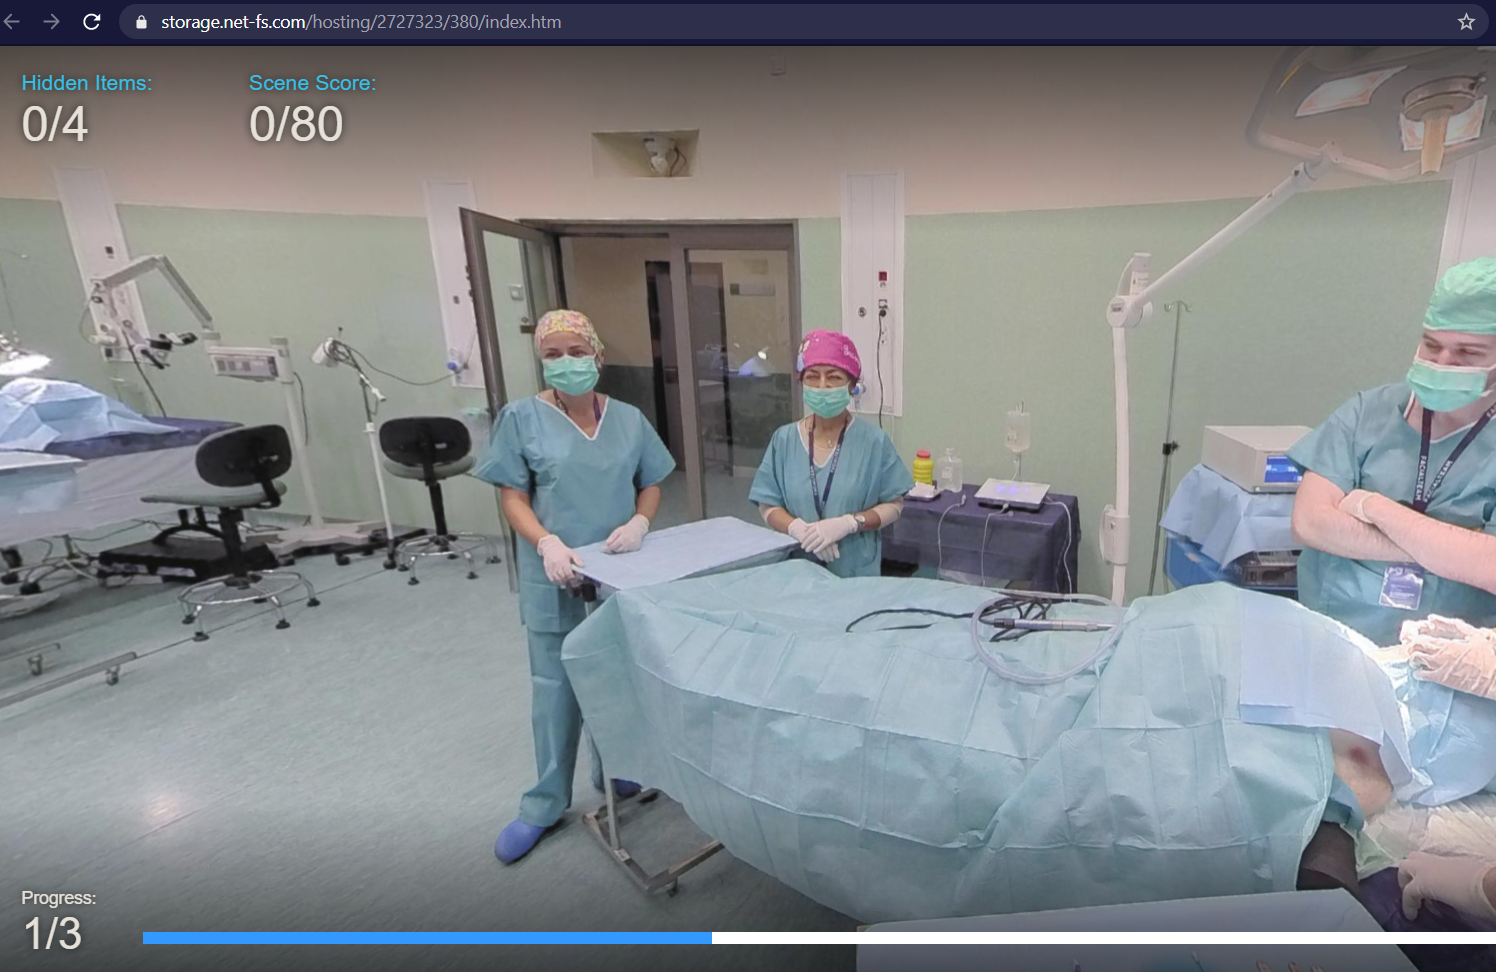 storage.net-fs.com/hosting/2727323/380/index.htm
Hidden Items:
0/4
Scene Score:
0/80
FACIALTEAM
Progress:
1/3